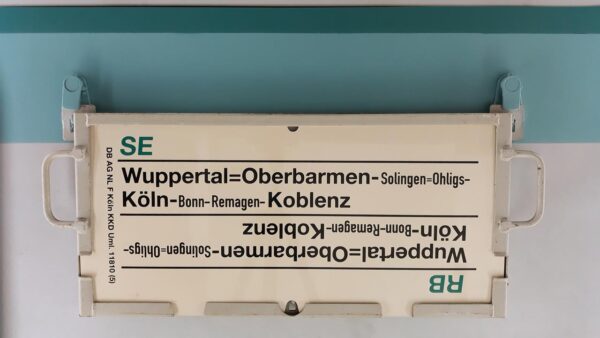 SE
Wuppertal=Oberbarmen-Solingen=Ohligs-
Köln-Bonn-Remagen-Koblenz
DB AG NL F Köln KKD Uml. 11810 (5)
RB
Wuppertal=Oberbarmen-Solingen=Ohligs-
Köln-Bonn-Remagen-Koblenz